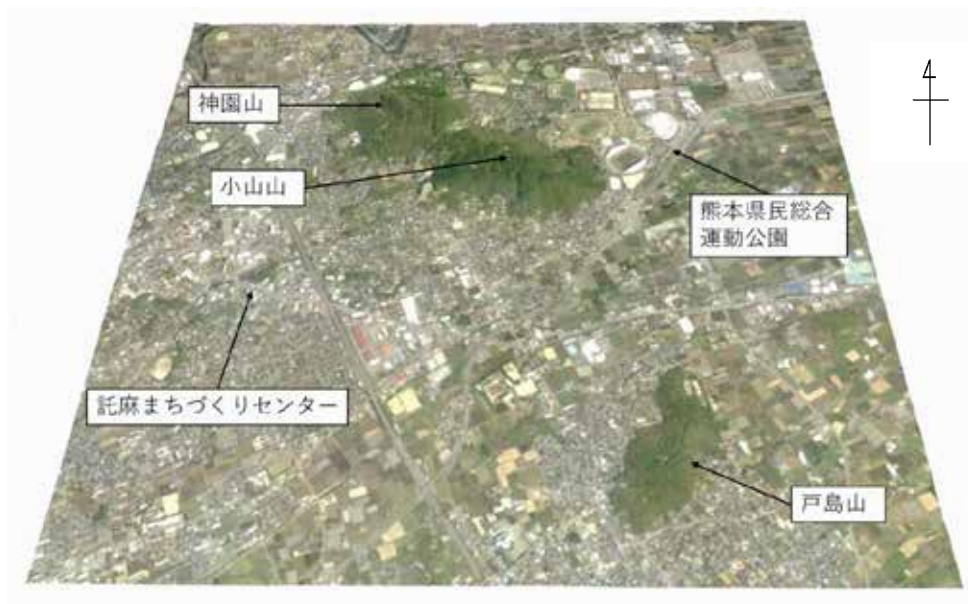 神園山
小山山
熊本県民総合
運動公園
託麻まちづくりセンター
戸島山